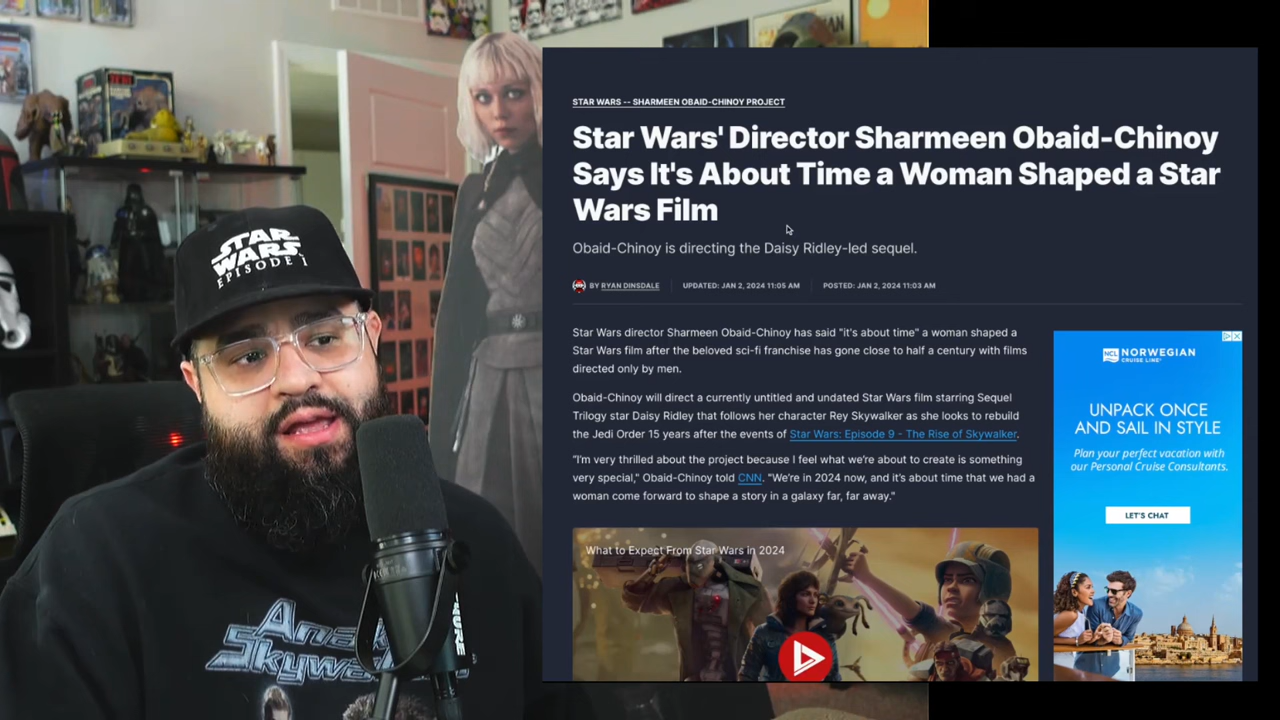 STAR WARS -- SHARMEEN OBAID-CHINOY PROJECT
Star Wars' Director Sharmeen Obaid-Chinoy
Says It's About Time a Woman Shaped a Star
Wars Film
Obaid-Chinoy is directing the Daisy Ridley-led sequel.
BY RYAN DINSDALE UPDATED: JAN 2, 2024 11:05 AM POSTED: JAN 2, 2024 11:03 AM
Star Wars director Sharmeen Obaid-Chinoy has said "it's about time" a woman shaped a
Star Wars film after the beloved sci-fi franchise has gone close to half a century with films
directed only by men.
Obaid-Chinoy will direct a currently untitled and undated Star Wars film starring Sequel
Trilogy star Daisy Ridley that follows her character Rey Skywalker as she looks to rebuild
the Jedi Order 15 years after the events of Star Wars: Episode 9 - The Rise of Skywalker.
"I'm very thrilled about the project because I feel what we're about to create is something
very special," Obaid-Chinoy told CNN. "We're in 2024 now, and it's about time that we had a
woman come forward to shape a story in a galaxy far, far away."
What to Expect From Star Wars in 2024
NCL NORWEGIAN
CRUISE LINE
UNPACK ONCE
AND SAIL IN STYLE
Plan your perfect vacation with
our Personal Cruise Consultants.
LET'S CHAT
STAR
WARS
EPISODE I
Skywal